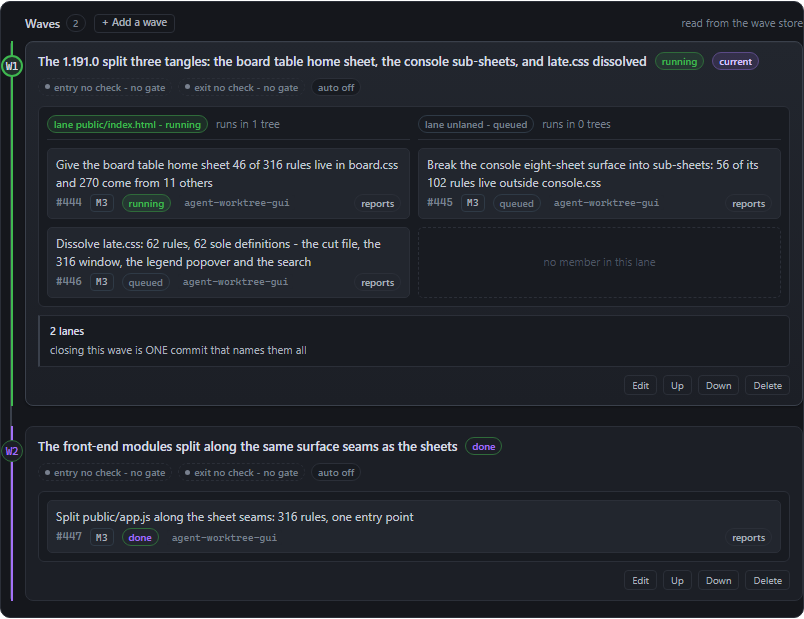 Waves 2 + Add a wave read from the wave store
W1 The 1.191.0 split three tangles: the board table home sheet, the console sub-sheets, and late.css dissolved running current
entry no check - no gate exit no check - no gate auto off
lane public/index.html - running runs in 1 tree
Give the board table home sheet 46 of 316 rules live in board.css
and 270 come from 11 others
#444 M3 running agent-worktree-gui reports
Dissolve late.css: 62 rules, 62 sole definitions - the cut file, the
316 window, the legend popover and the search
#446 M3 queued agent-worktree-gui reports
lane unlaned - queued runs in 0 trees
Break the console eight-sheet surface into sub-sheets: 56 of its
102 rules live outside console.css
#445 M3 queued agent-worktree-gui reports
no member in this lane
2 lanes
closing this wave is ONE commit that names them all
Edit Up Down Delete
W2 The front-end modules split along the same surface seams as the sheets done
entry no check - no gate exit no check - no gate auto off
Split public/app.js along the sheet seams: 316 rules, one entry point
#447 M3 done agent-worktree-gui reports
Edit Up Down Delete